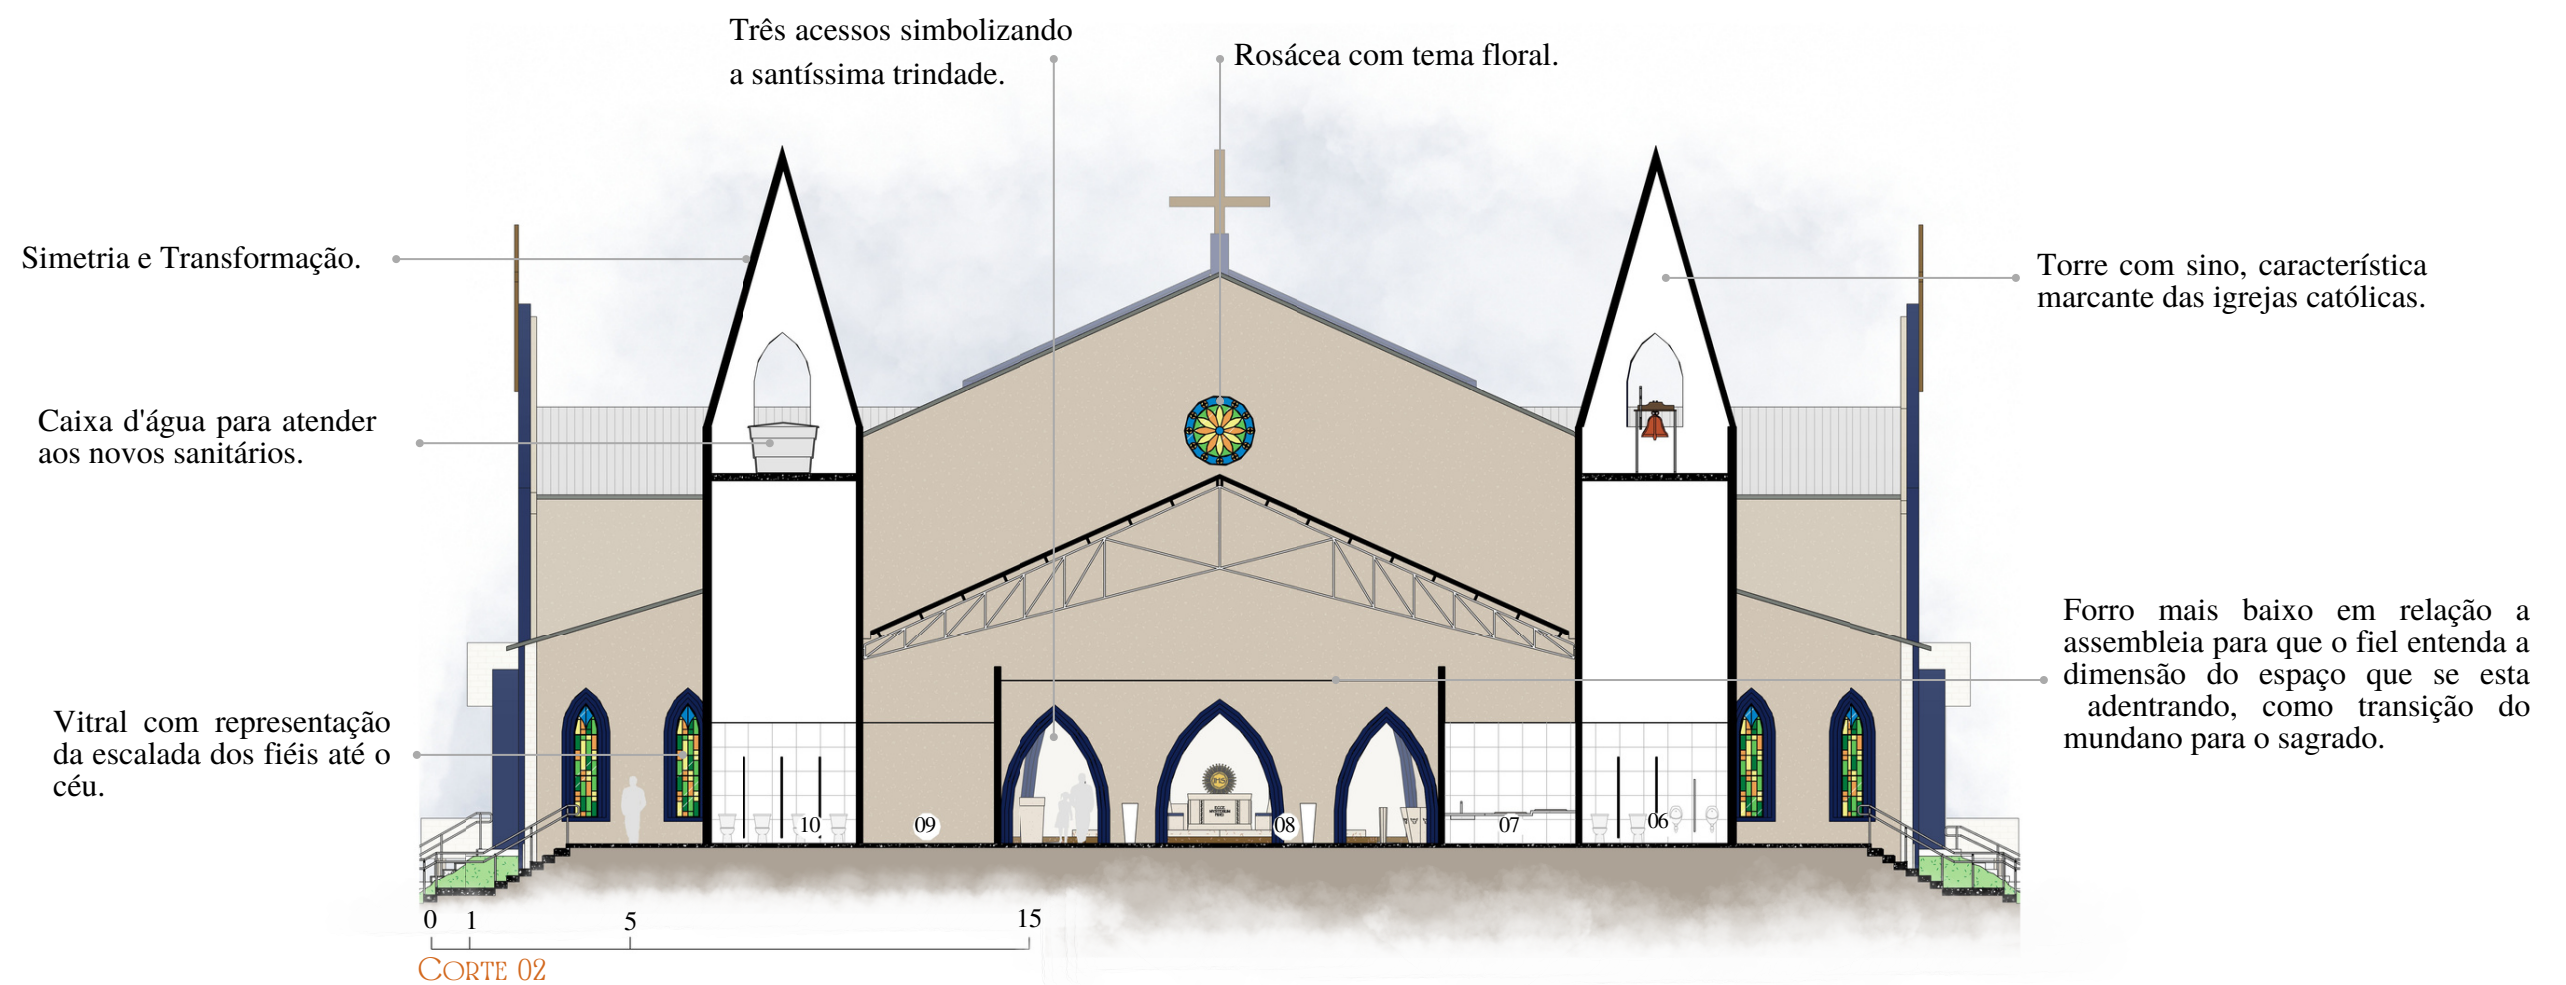 Três acessos simbolizando
a santíssima trindade.
Rosácea com tema floral.
Simetria e Transformação.
Torre com sino, característica
marcante das igrejas católicas.
Caixa d'água para atender
aos novos sanitários.
Forro mais baixo em relação a
assembleia para que o fiel entenda a
dimensão do espaço que se esta
adentrando, como transição do
mundano para o sagrado.
Vitral com representação
da escalada dos fiéis até o
céu.
10
09
08
07
06
0 1 5 15
CORTE 02